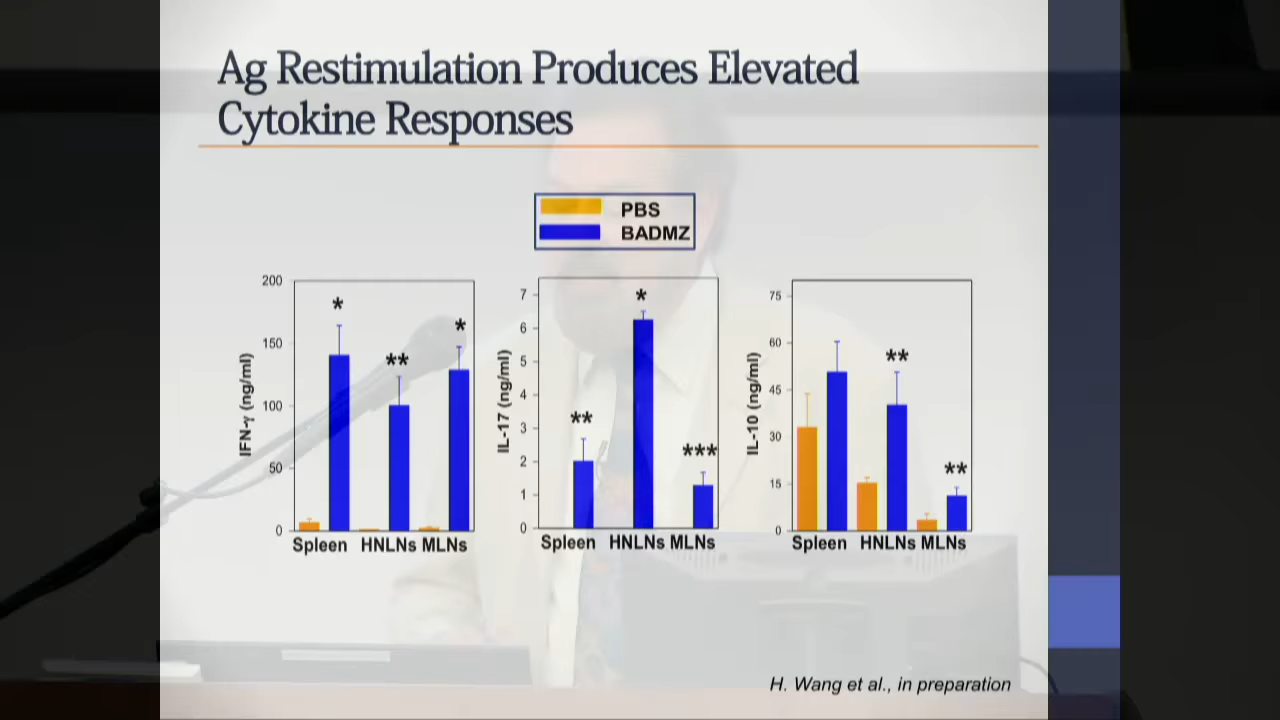 Ag Restimulation Produces Elevated
Cytokine Responses
PBS
BADMZ
IFN-γ (ng/ml)
200
150
100
50
0
*
**
*
Spleen HNLNs MLNs
IL-17 (ng/ml)
7
6
5
4
3
2
1
0
**
*
***
Spleen HNLNs MLNs
IL-10 (ng/ml)
75
60
45
30
15
0
**
**
Spleen HNLNs MLNs
H. Wang et al., in preparation